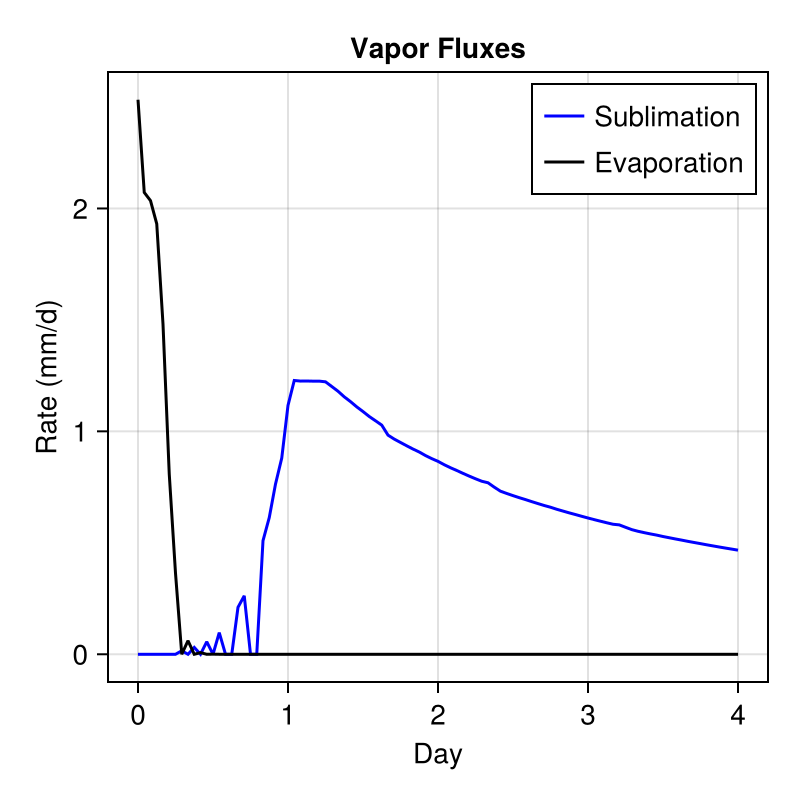 Vapor Fluxes
Sublimation
Evaporation
2
1
0
Rate (mm/d)
0 1 2 3 4
Day